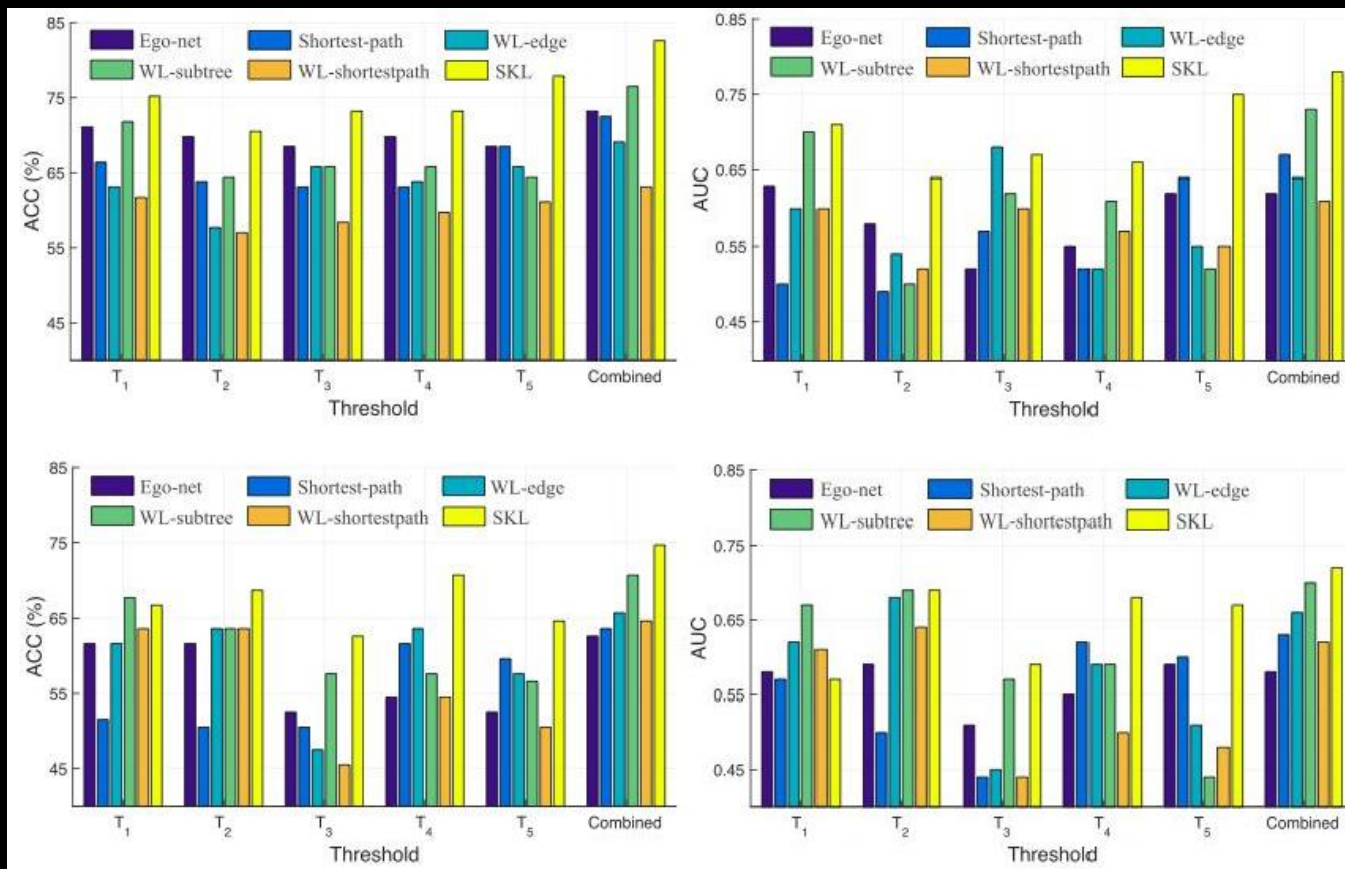 85
75
65
55
45
ACC (%)
Ego-net Shortest-path WL-edge
WL-subtree WL-shortestpath SKL
T1 T2 T3 T4 T5 Combined
Threshold
0.85
0.75
0.65
0.55
0.45
AUC
Ego-net Shortest-path WL-edge
WL-subtree WL-shortestpath SKL
T1 T2 T3 T4 T5 Combined
Threshold
85
75
65
55
45
ACC (%)
Ego-net Shortest-path WL-edge
WL-subtree WL-shortestpath SKL
T1 T2 T3 T4 T5 Combined
Threshold
0.85
0.75
0.65
0.55
0.45
AUC
Ego-net Shortest-path WL-edge
WL-subtree WL-shortestpath SKL
T1 T2 T3 T4 T5 Combined
Threshold